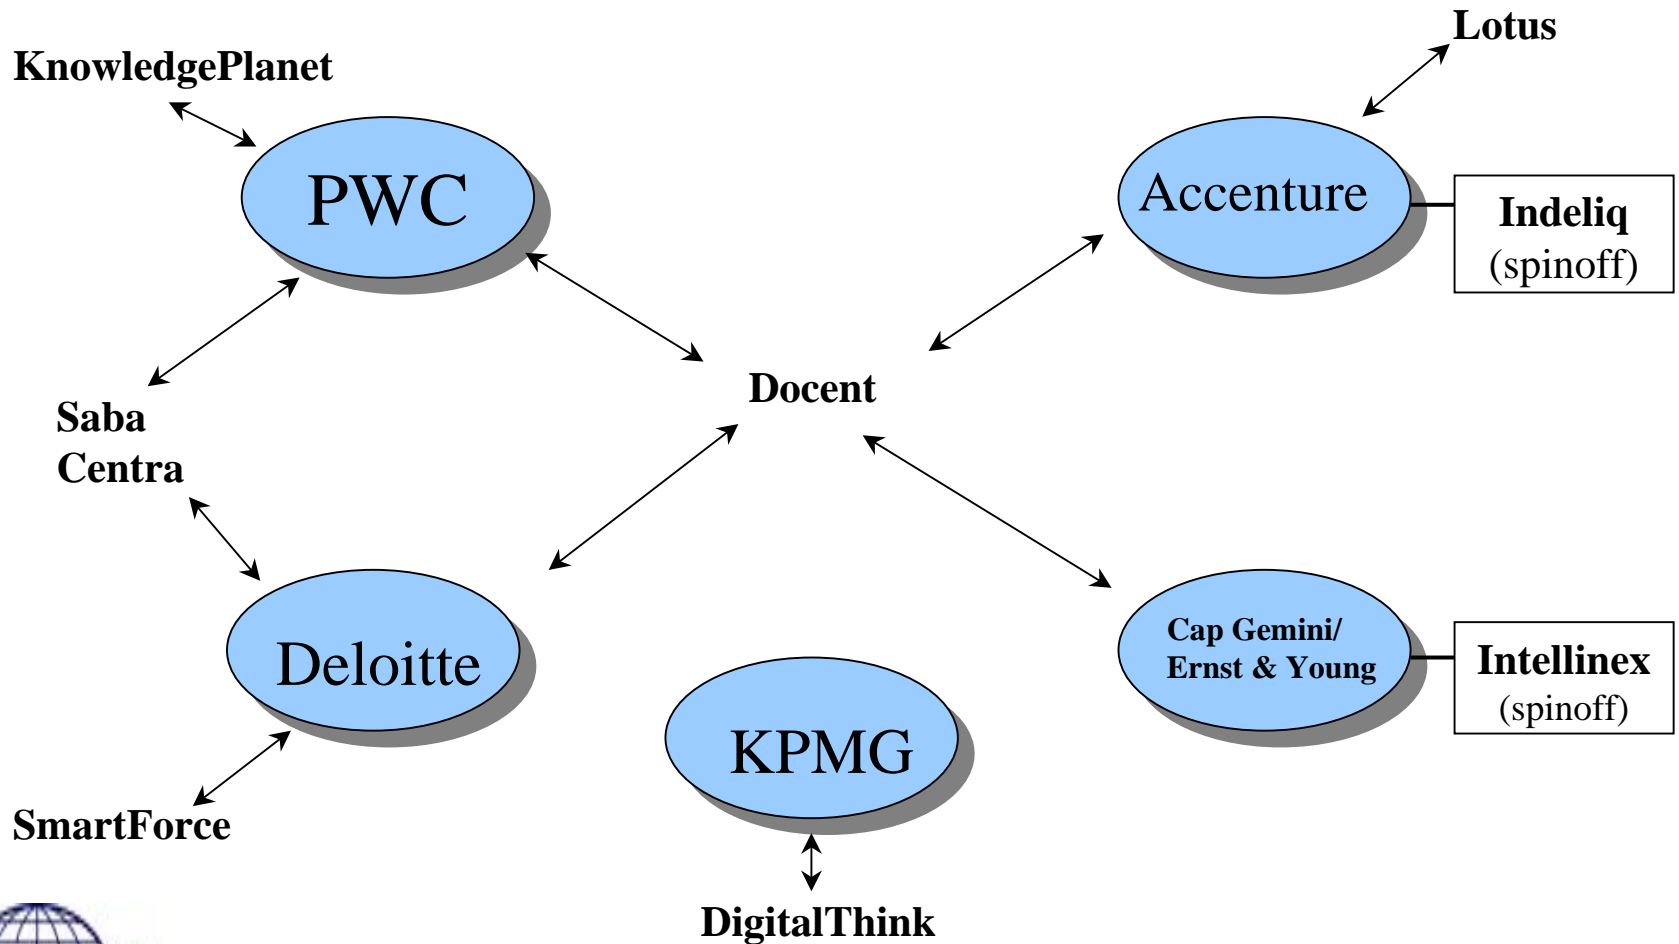 Lotus
KnowledgePlanet
PWC
Accenture
Indeliq
(spinoff)
Docent
Saba
Centra
Deloitte
Cap Gemini/
Ernst & Young
Intellinex
(spinoff)
KPMG
SmartForce
DigitalThink